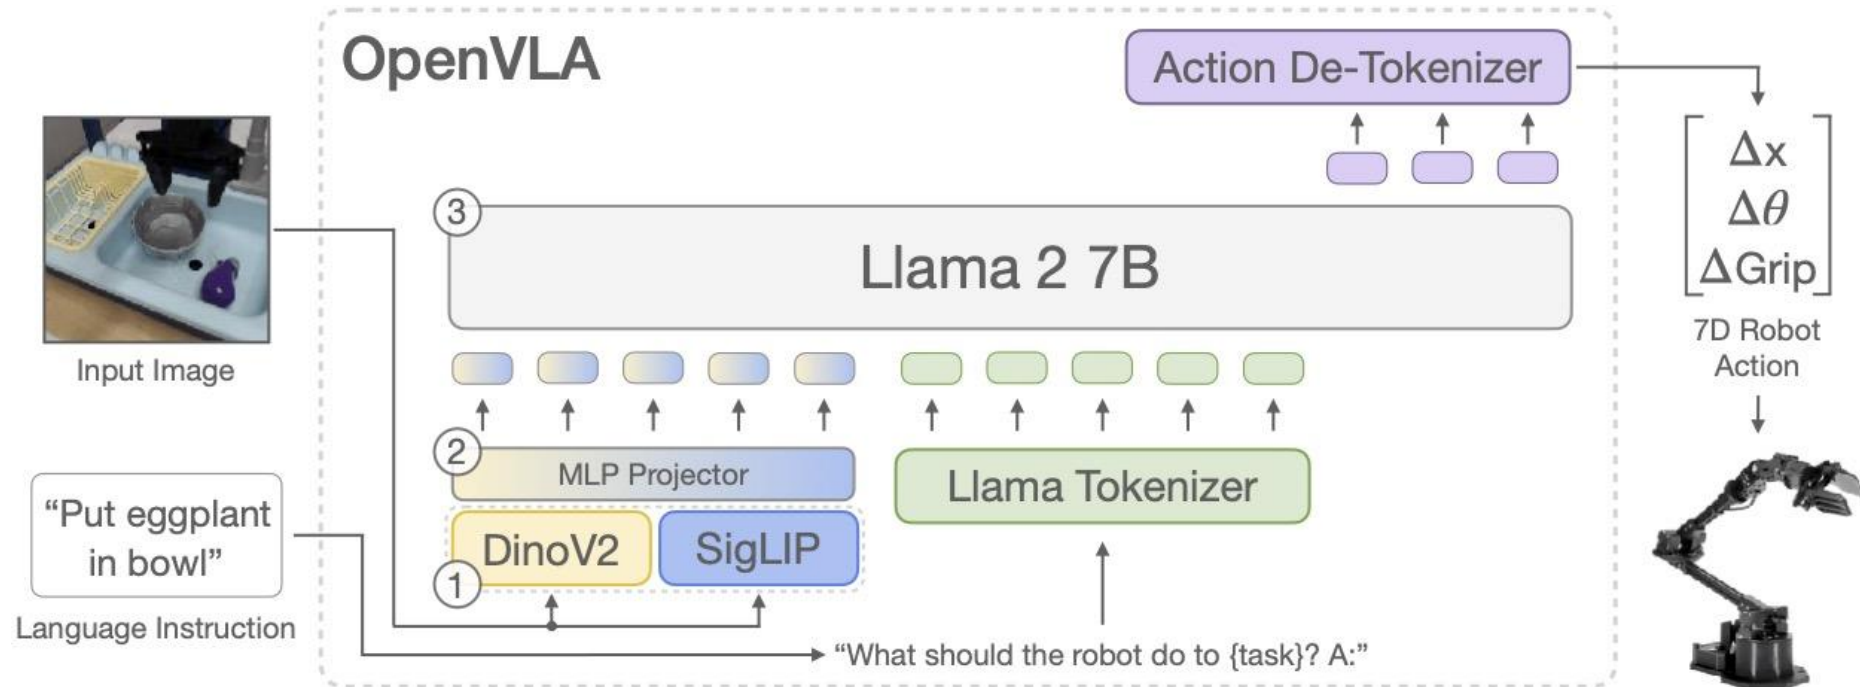 OpenVLA
Action De-Tokenizer
Δx
Δθ
ΔGrip
7D Robot
Action
3
Llama 2 7B
Input Image
2
MLP Projector
Llama Tokenizer
1
DinoV2
SigLIP
“Put eggplant
in bowl”
Language Instruction
“What should the robot do to {task}? A:”